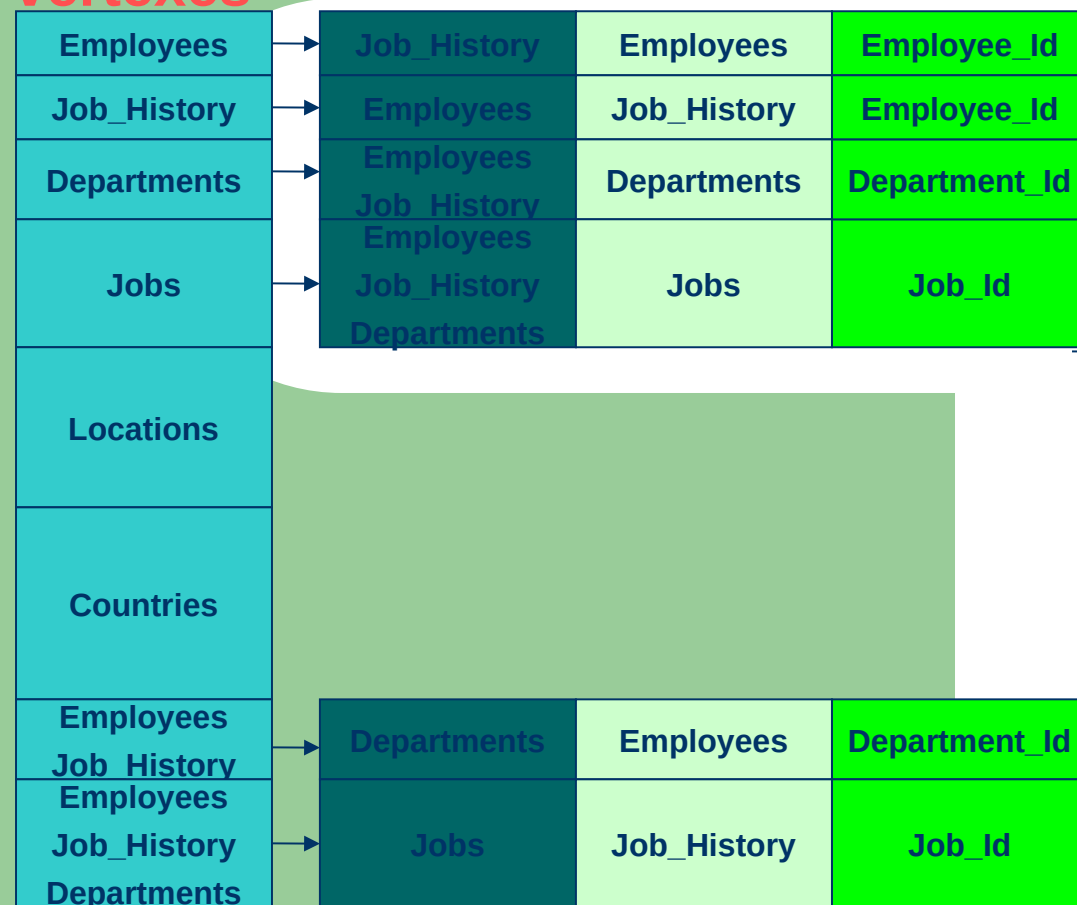 Vertexes
Employees Job_History Employees Employee_Id
Job_History Employees Job_History Employee_Id
Departments Employees Job_History Departments Department_Id
Jobs Employees Job_History Departments Jobs Job_Id
Locations
Countries
Employees Job_History Departments Employees Department_Id
Employees Job_History Departments Jobs Job_History Job_Id